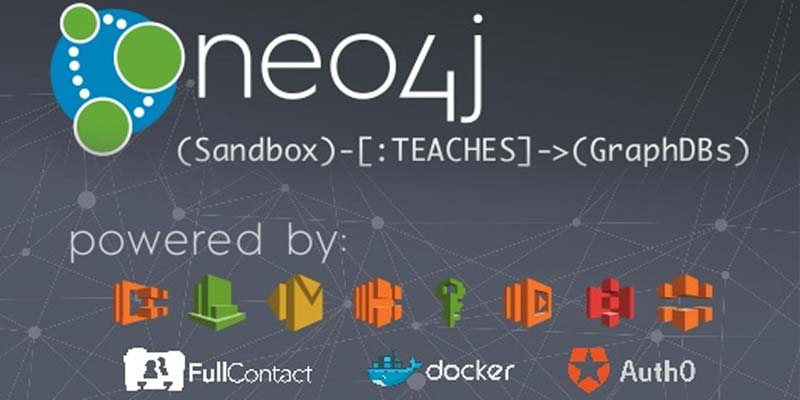 neo4j
(Sandbox)-[:TEACHES]->(GraphDBs)
powered by:
FullContact docker Auth0